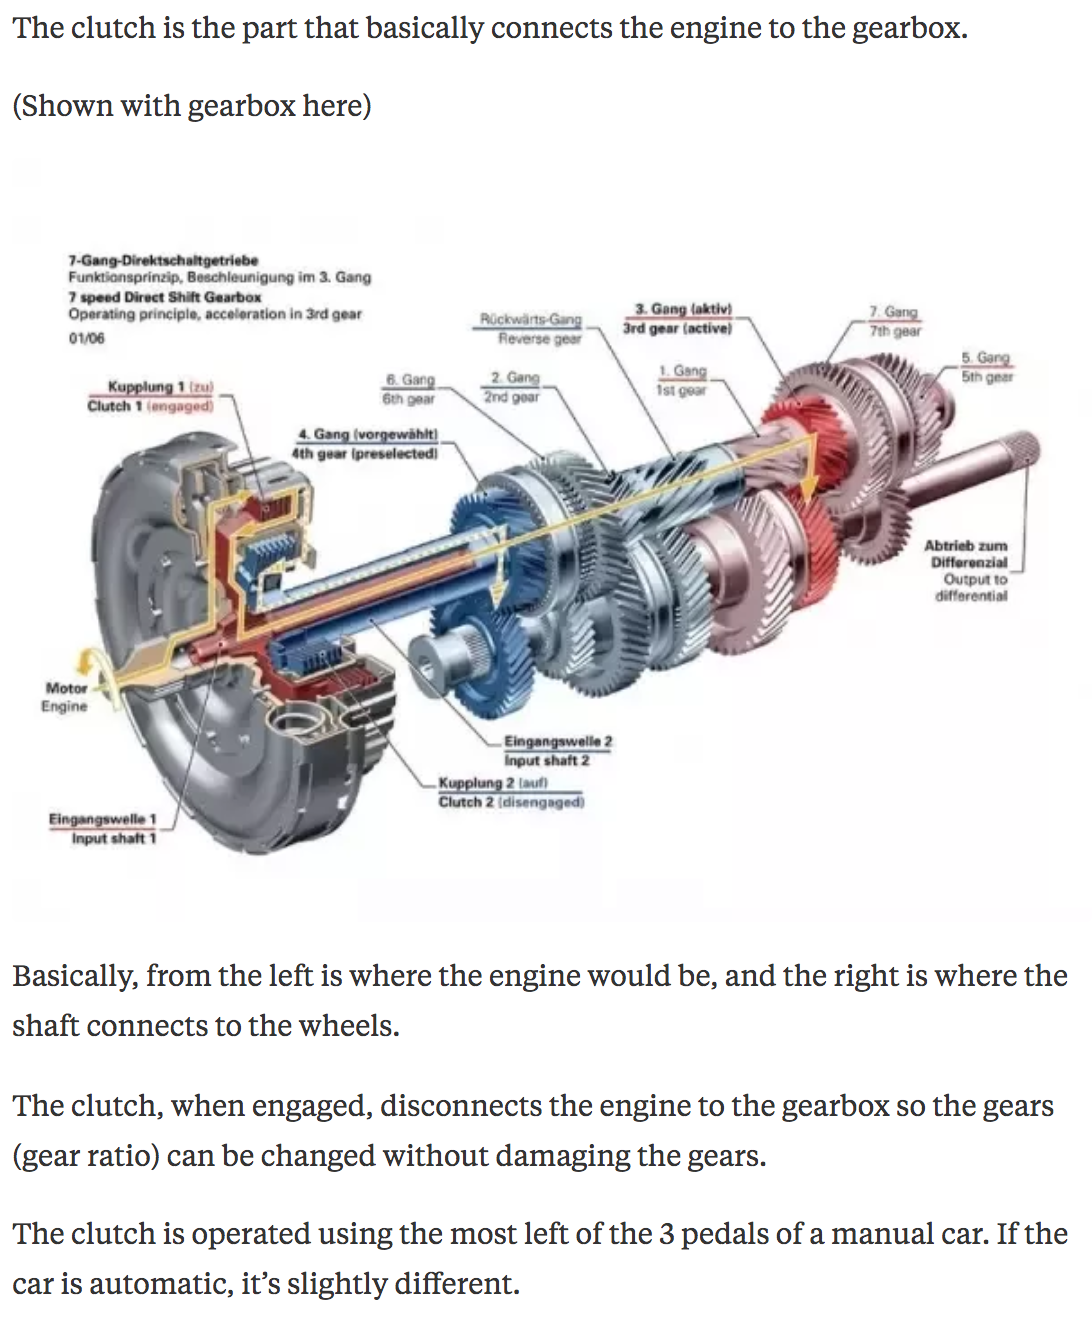 The clutch is the part that basically connects the engine to the gearbox.
(Shown with gearbox here)
7-Gang-Direktschaltgetriebe
Funktionsprinzip, Beschleunigung im 3. Gang
7 speed Direct Shift Gearbox
Operating principle, acceleration in 3rd gear
01/06
Rückwärts-Gang
Reverse gear
3. Gang (aktiv)
3rd gear (active)
7. Gang
7th gear
5. Gang
5th gear
1. Gang
1st gear
6. Gang
6th gear
2. Gang
2nd gear
Kupplung 1 (zu)
Clutch 1 (engaged)
4. Gang (vorgewählt)
4th gear (preselected)
Abtrieb zum
Differenzial
Output to
differential
Motor
Engine
Eingangswelle 2
Input shaft 2
Kupplung 2 (auf)
Clutch 2 (disengaged)
Eingangswelle 1
Input shaft 1
Basically, from the left is where the engine would be, and the right is where the
shaft connects to the wheels.
The clutch, when engaged, disconnects the engine to the gearbox so the gears
(gear ratio) can be changed without damaging the gears.
The clutch is operated using the most left of the 3 pedals of a manual car. If the
car is automatic, it’s slightly different.